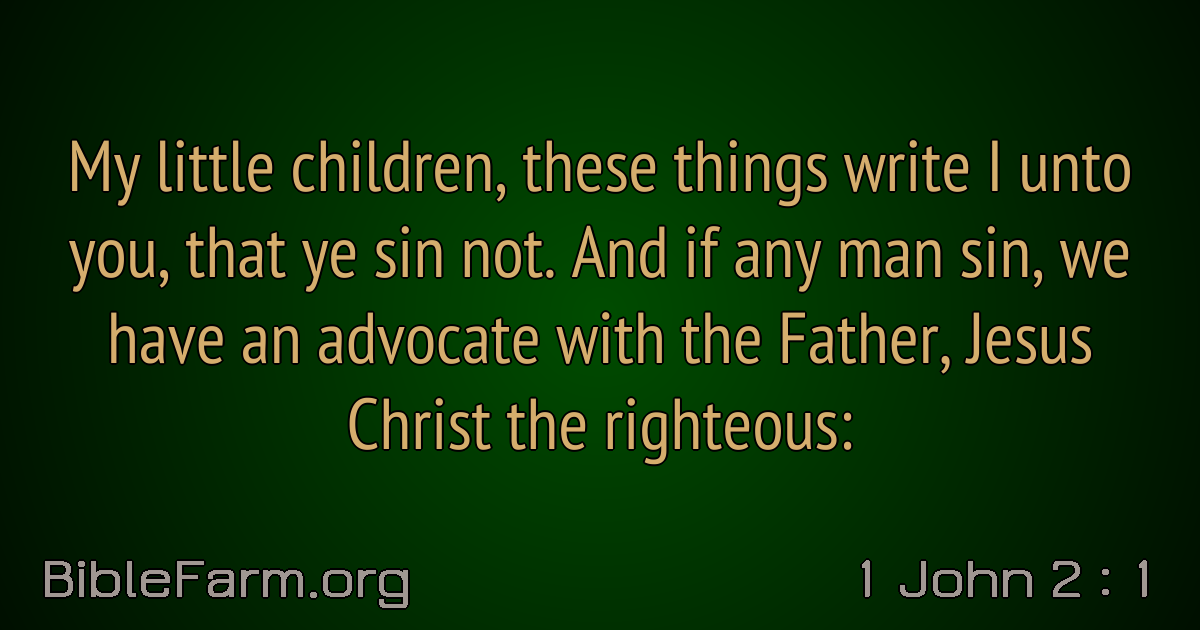 My little children, these things write I unto
you, that ye sin not. And if any man sin, we
have an advocate with the Father, Jesus
Christ the righteous:
BibleFarm.org
1 John 2 : 1